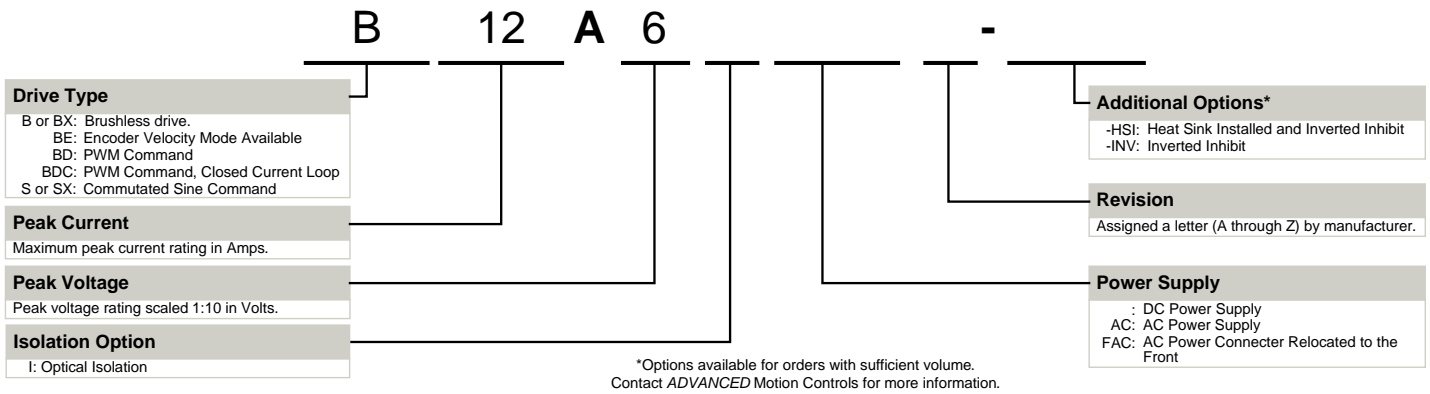 B 12 A 6 -
Drive Type
B or BX: Brushless drive.
BE: Encoder Velocity Mode Available
BD: PWM Command
BDC: PWM Command, Closed Current Loop
S or SX: Commutated Sine Command
Peak Current
Maximum peak current rating in Amps.
Peak Voltage
Peak voltage rating scaled 1:10 in Volts.
Isolation Option
I: Optical Isolation
Additional Options*
-HSI: Heat Sink Installed and Inverted Inhibit
-INV: Inverted Inhibit
Revision
Assigned a letter (A through Z) by manufacturer.
Power Supply
: DC Power Supply
AC: AC Power Supply
FAC: AC Power Connecter Relocated to the
Front
*Options available for orders with sufficient volume.
Contact ADVANCED Motion Controls for more information.